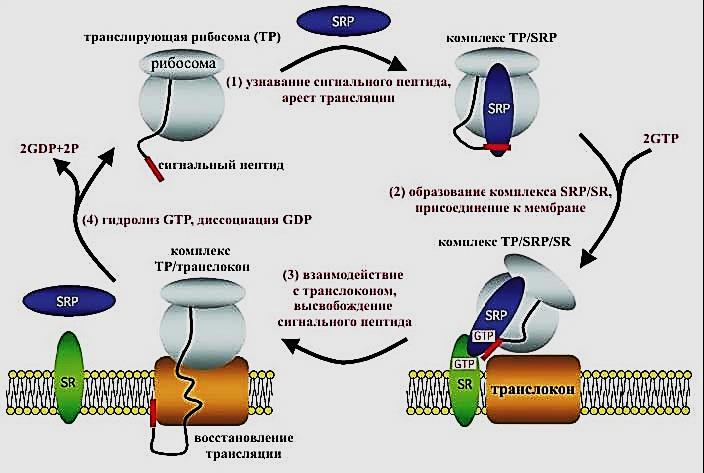 SRP
транслирующая рибосома (ТР)
рибосома
(1) узнавание сигнального пептида,
арест трансляции
сигнальный пептид
комплекс ТР/SRP
SRP
2GTP
(2) образование комплекса SRP/SR,
присоединение к мембране
комплекс ТР/SRP/SR
SRP
GTP
GTP
SR
транслокон
(3) взаимодействие
с транслоконом,
высвобождение
сигнального пептида
комплекс
ТР/транслокон
восстановление
трансляции
2GDP+2P
(4) гидролиз GTP, диссоциация GDP
SRP
SR